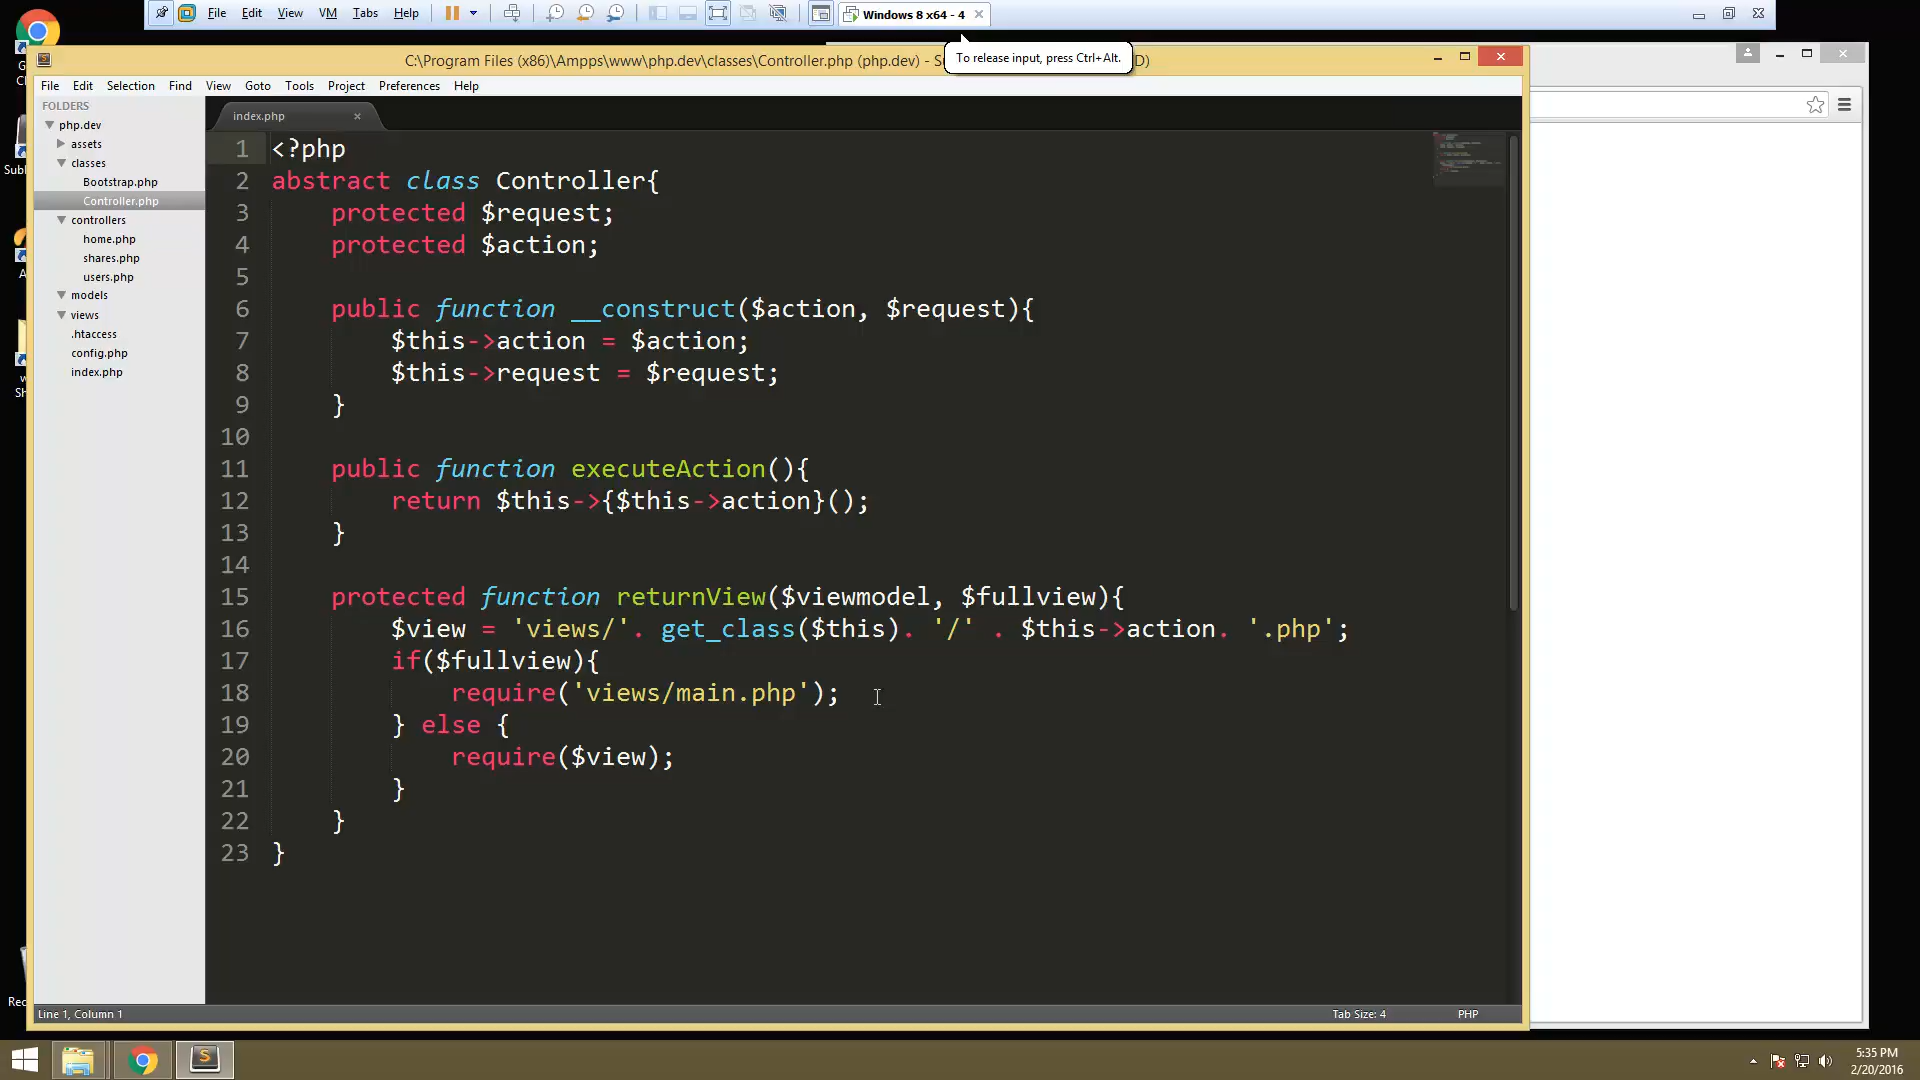 File Edit View VM Tabs Help
Windows 8 x64 - 4
To release input, press Ctrl+Alt.
C:\Program Files (x86)\Ampps\www\php.dev\classes\Controller.php (php.dev) - S
D)
File Edit Selection Find View Goto Tools Project Preferences Help
FOLDERS
php.dev
assets
classes
Bootstrap.php
Controller.php
controllers
home.php
shares.php
users.php
models
views
.htaccess
config.php
index.php
index.php
1 <?php
2 abstract class Controller{
3 protected $request;
4 protected $action;
5
6 public function __construct($action, $request){
7 $this->action = $action;
8 $this->request = $request;
9 }
10
11 public function executeAction(){
12 return $this->{$this->action}();
13 }
14
15 protected function returnView($viewmodel, $fullview){
16 $view = 'views/'. get_class($this). '/' . $this->action. '.php';
17 if($fullview){
18 require('views/main.php');
19 } else {
20 require($view);
21 }
22 }
23 }
Line 1, Column 1
Tab Size: 4
PHP
5:35 PM
2/20/2016